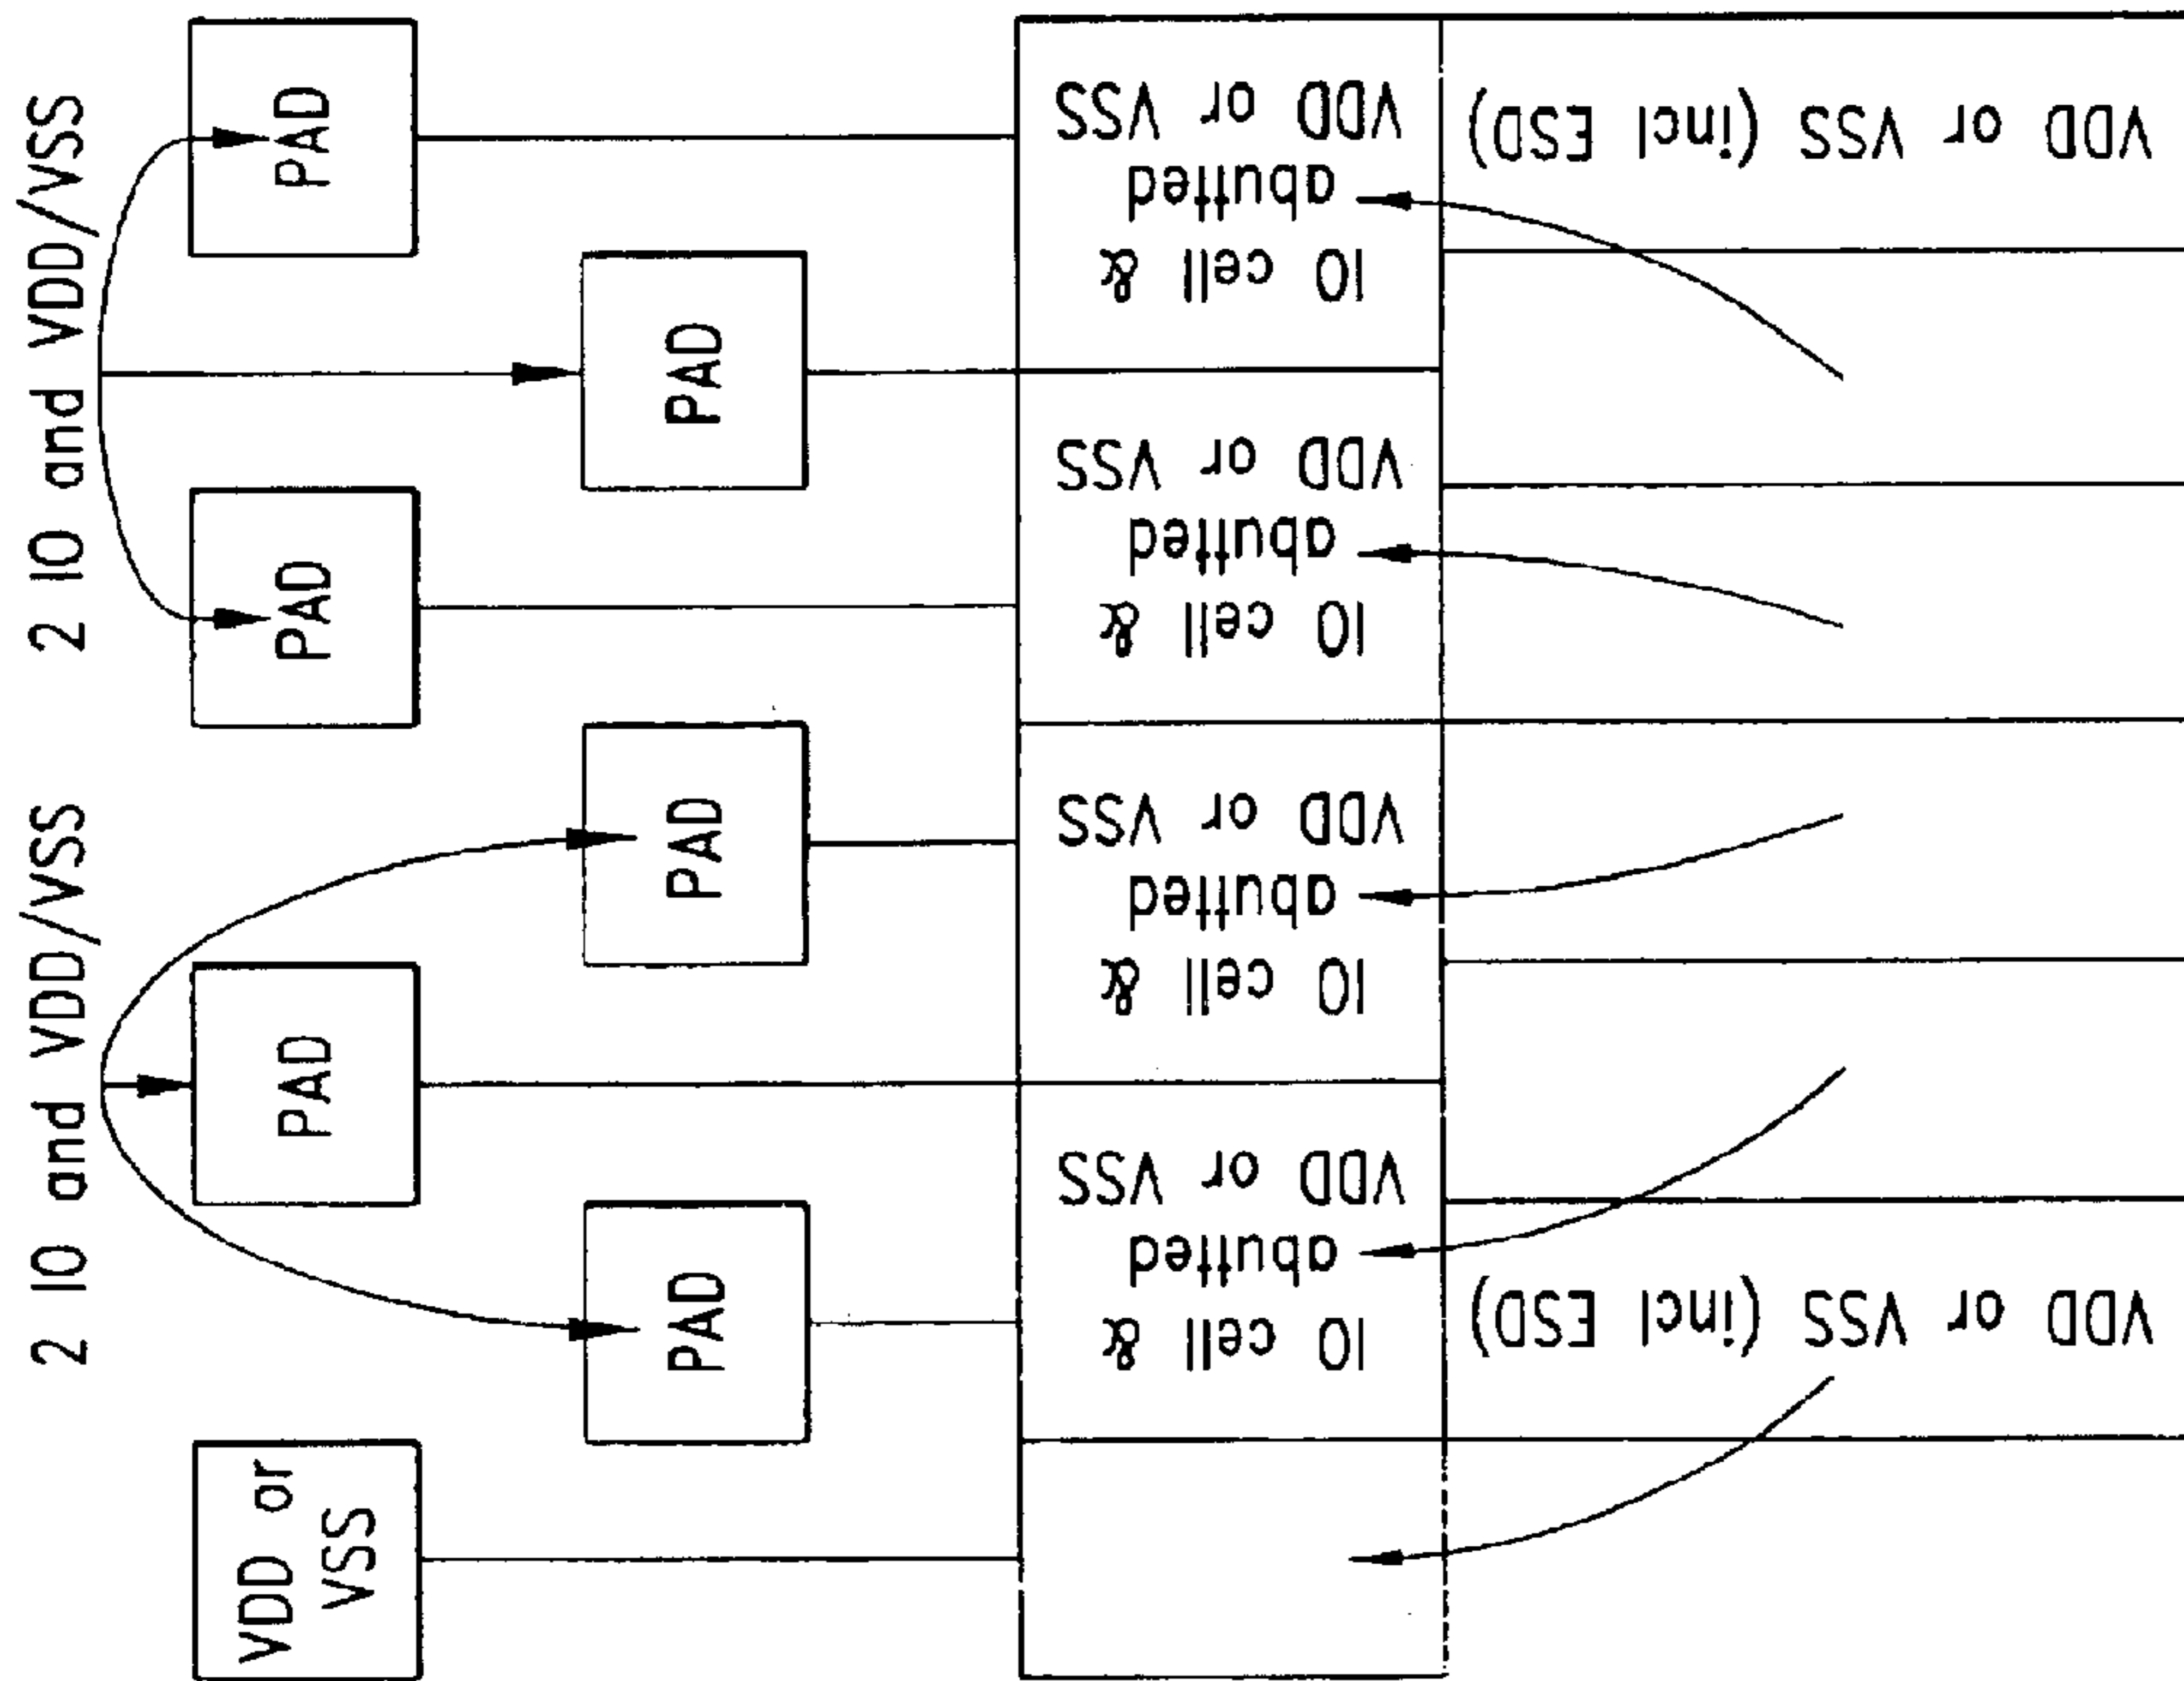 2 IO and VDD/VSS
2 IO and VDD/VSS
VDD or
VSS
PAD
PAD
PAD
PAD
PAD
PAD
IO cell &
abutted
VDD or VSS
IO cell &
abutted
VDD or VSS
IO cell &
abutted
VDD or VSS
IO cell &
abutted
VDD or VSS
VDD or VSS (incl ESD)
VDD or VSS (incl ESD)